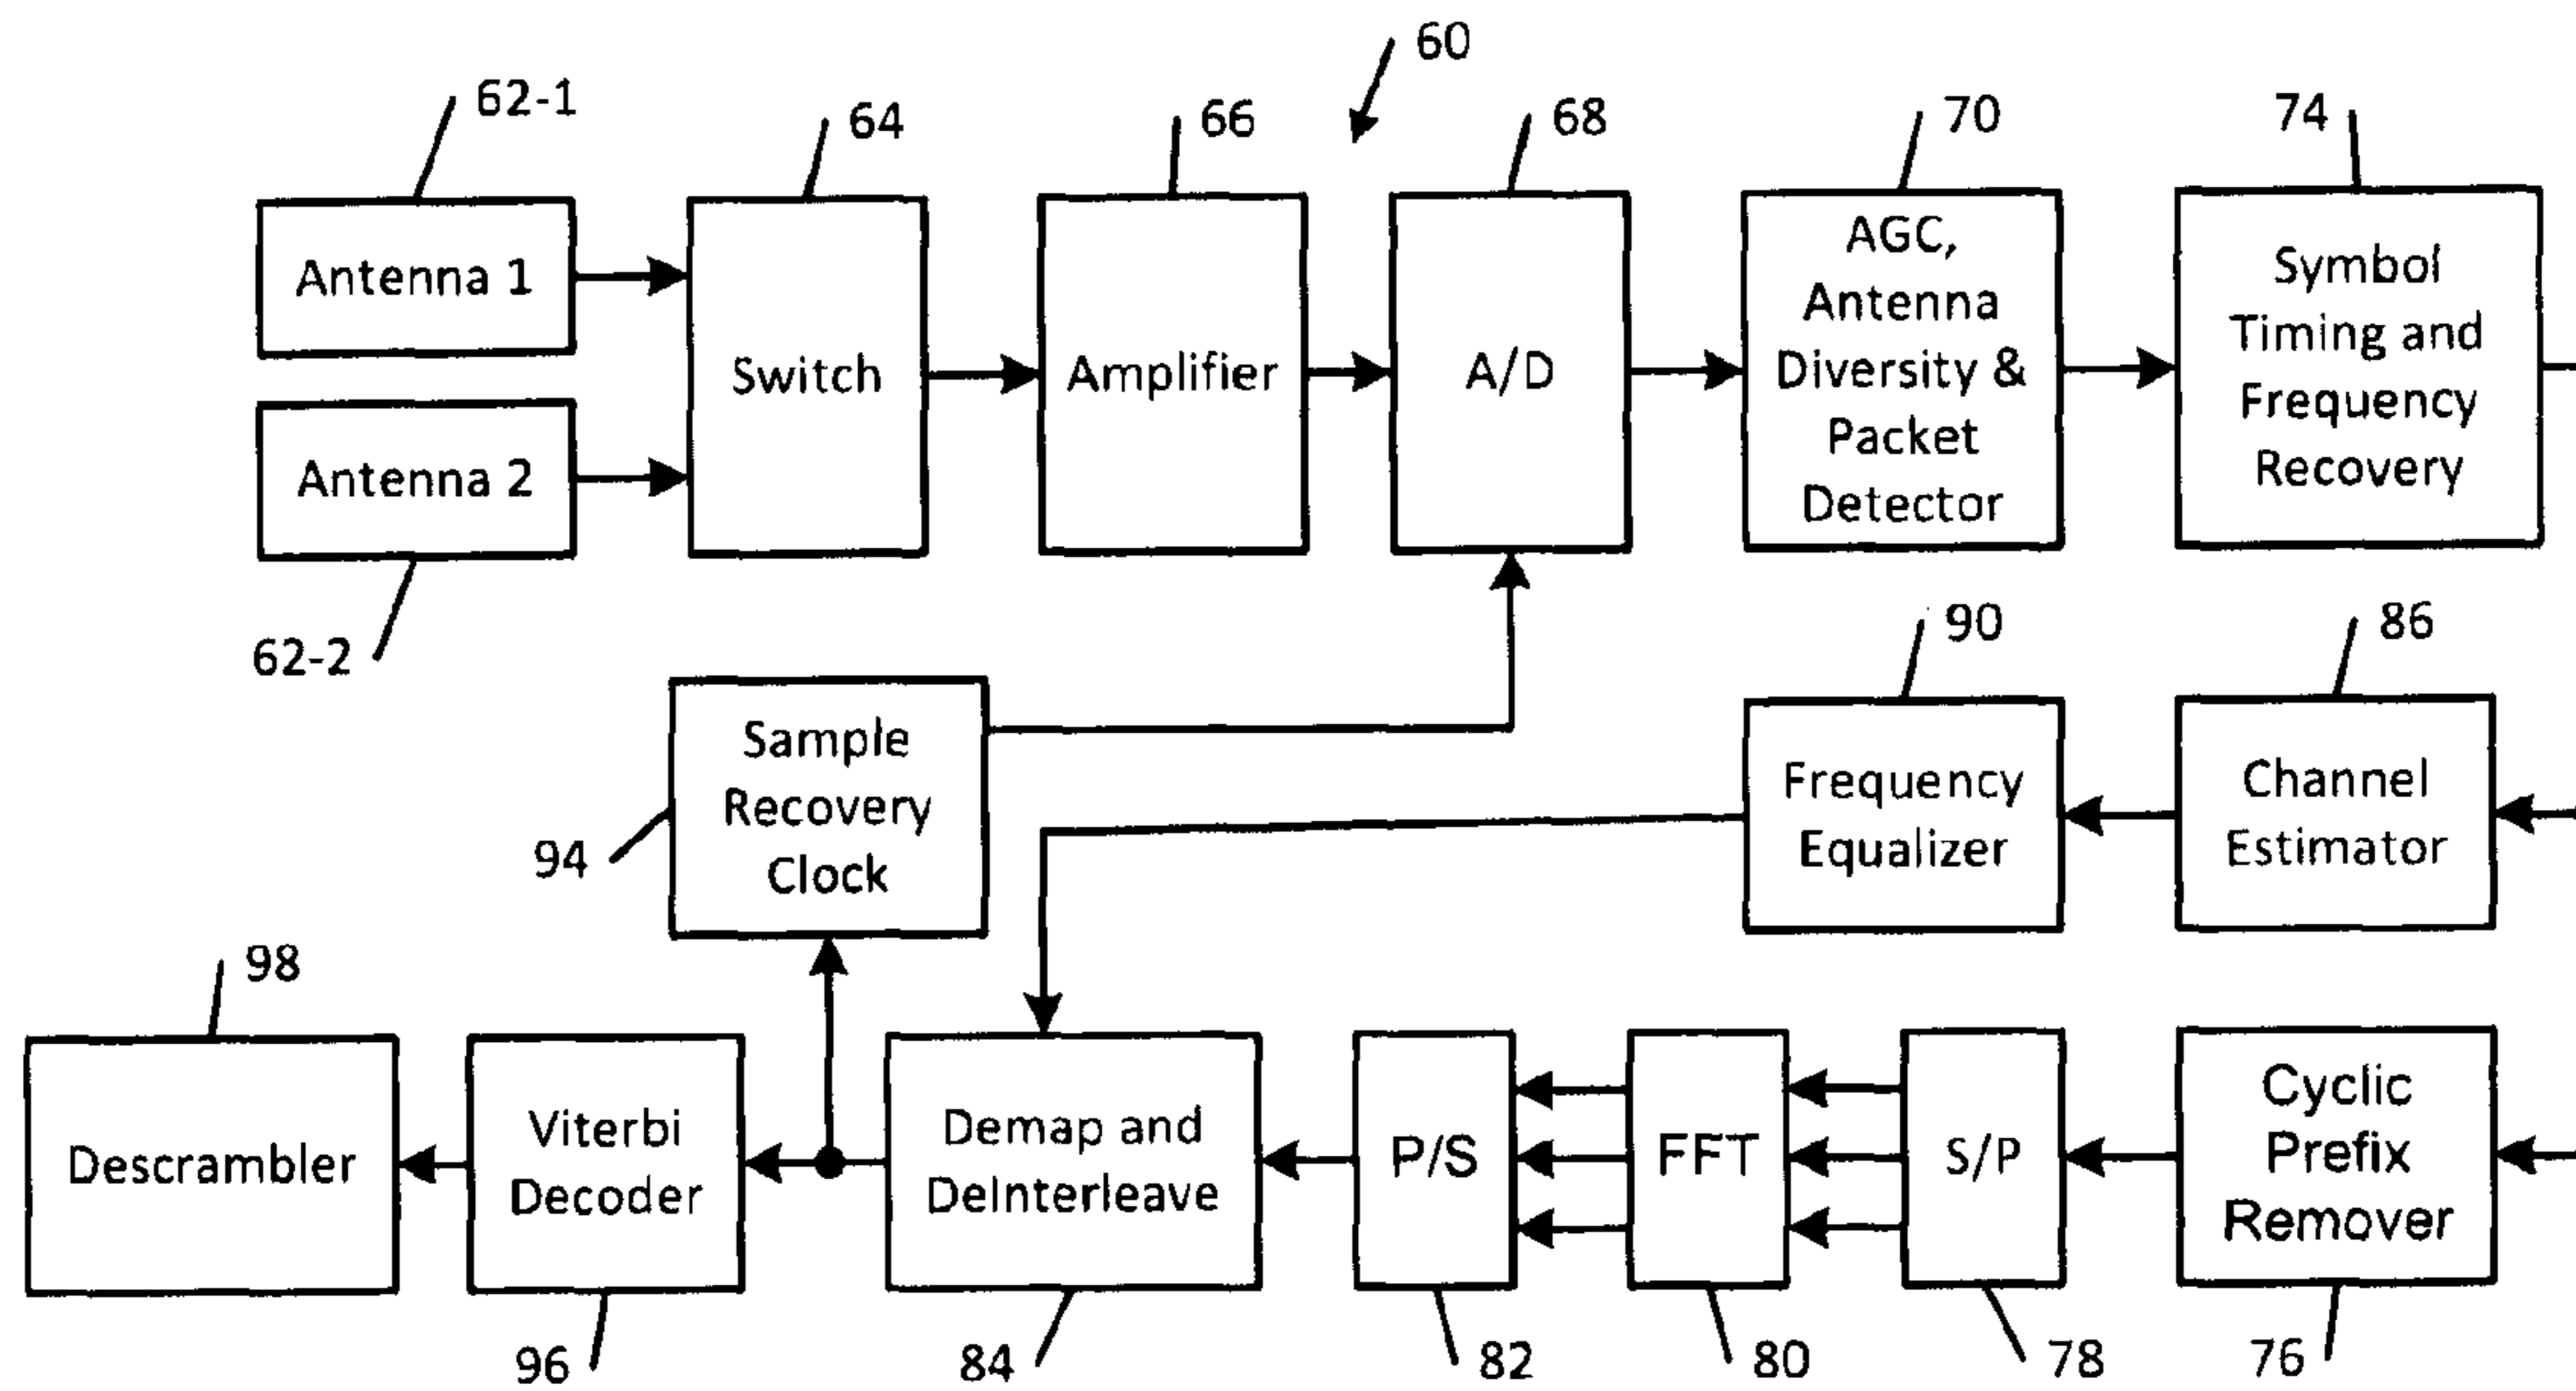 60
62-1
64
66
68
70
74
Antenna 1
Antenna 2
62-2
Switch
Amplifier
A/D
AGC,
Antenna
Diversity &
Packet
Detector
Symbol
Timing and
Frequency
Recovery
94
Sample
Recovery
Clock
90
Frequency
Equalizer
86
Channel
Estimator
98
Descrambler
Viterbi
Decoder
96
Demap and
DeInterleave
84
P/S
82
FFT
80
S/P
78
Cyclic
Prefix
Remover
76